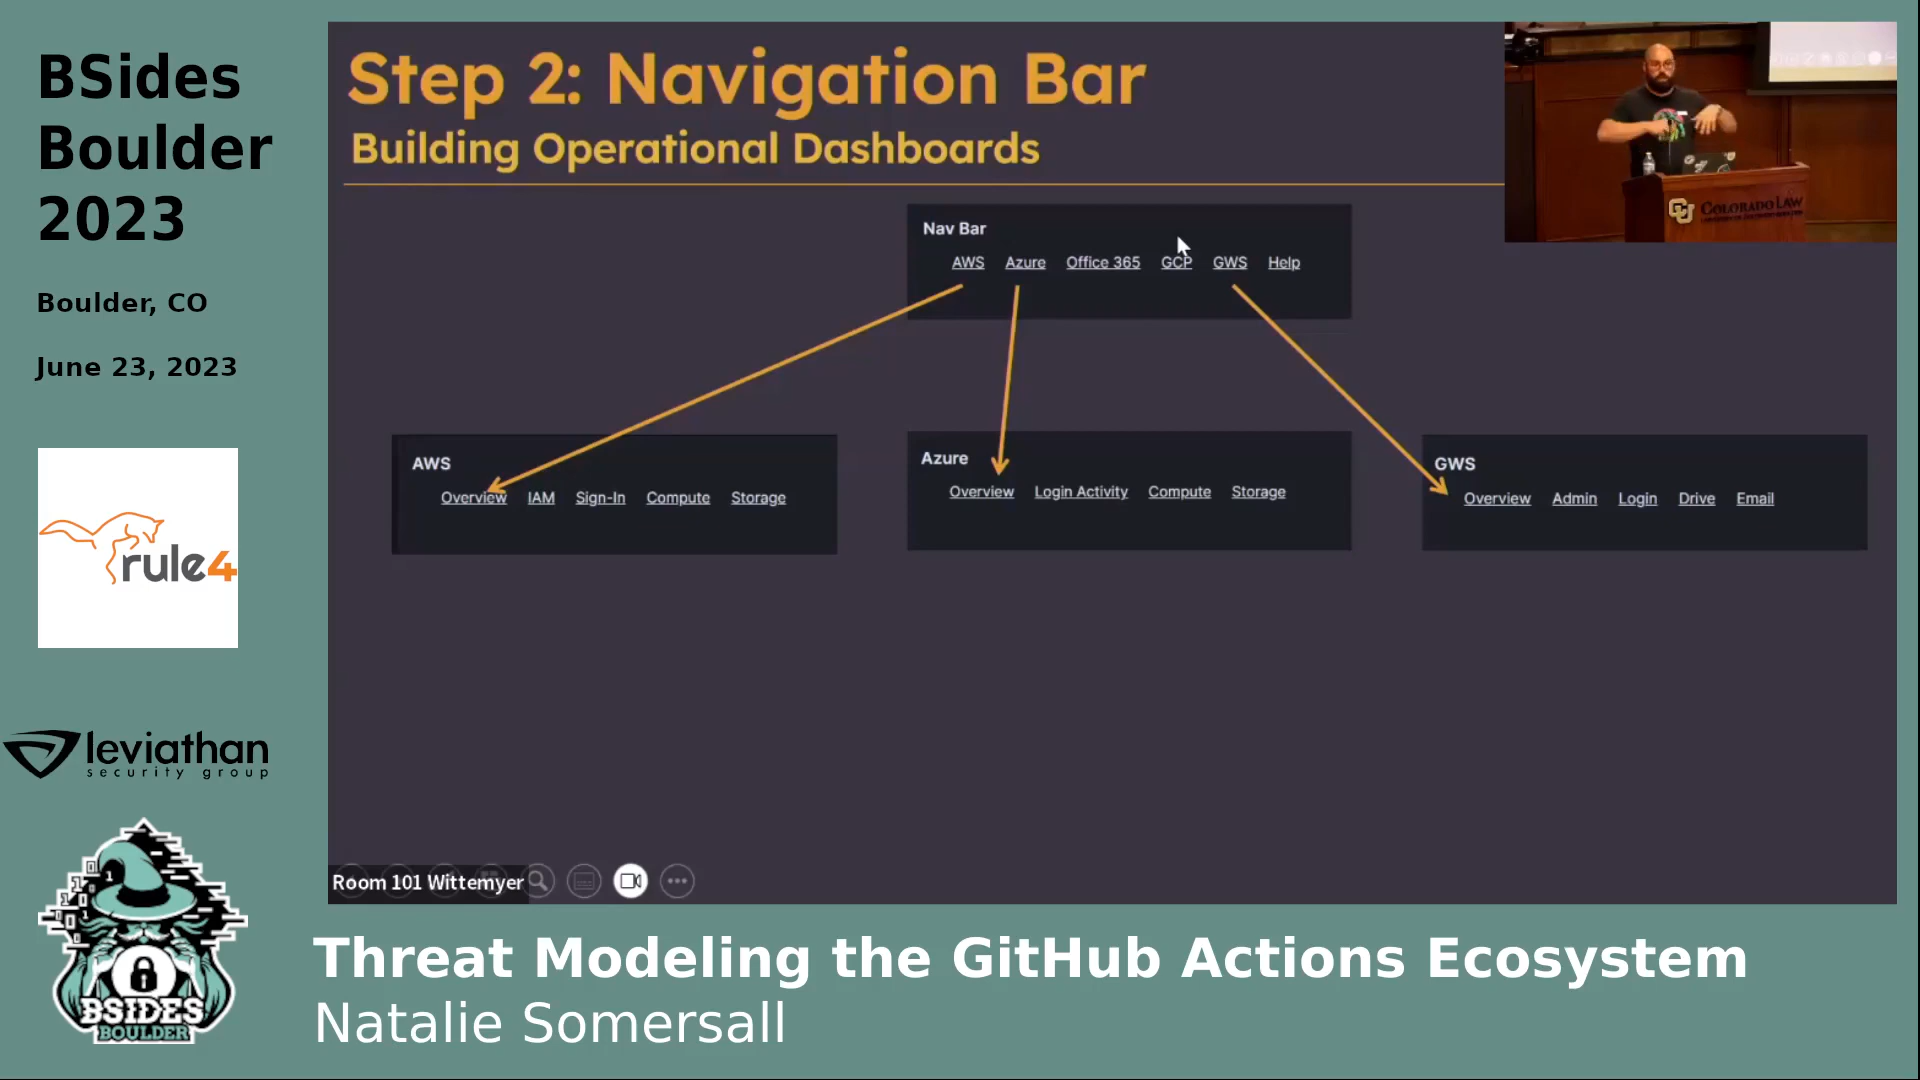 BSides
Boulder
2023
Boulder, CO
June 23, 2023
rule4
leviathan
security group
BSIDES
BOULDER
Step 2: Navigation Bar
Building Operational Dashboards
Nav Bar
AWS Azure Office 365 GCP GWS Help
AWS
Overview IAM Sign-In Compute Storage
Azure
Overview Login Activity Compute Storage
GWS
Overview Admin Login Drive Email
CU COLORADO LAW
Room 101 Wittemyer
Threat Modeling the GitHub Actions Ecosystem
Natalie Somersall